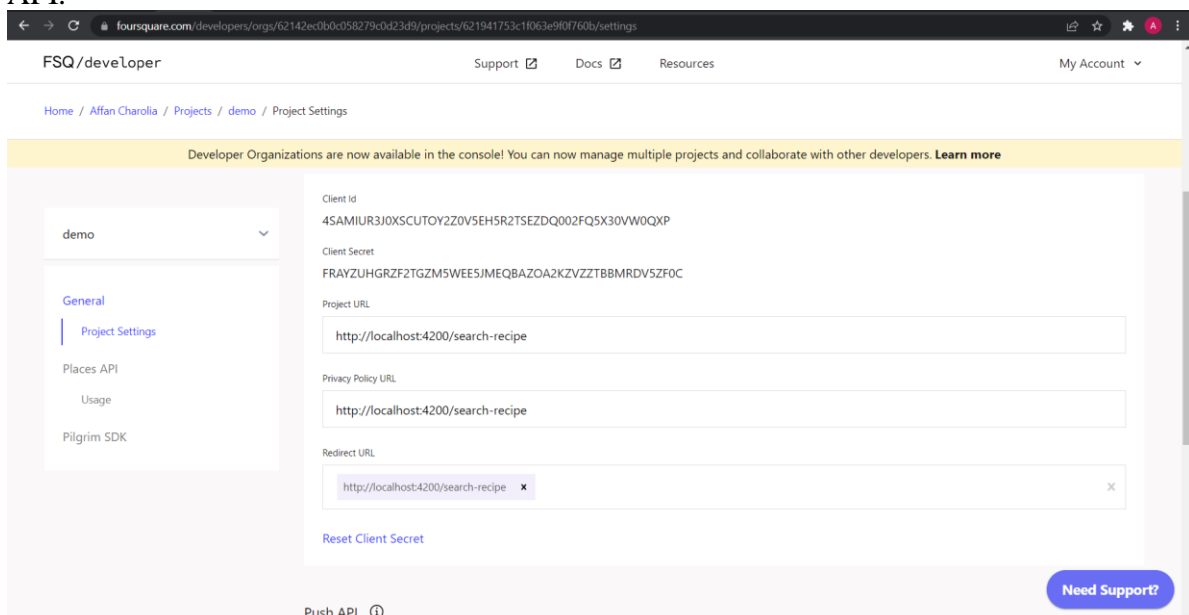 API.
foursquare.com/developers/orgs/62142ec0b0c058279c0d23d9/projects/621941753c1f063e9f0f760b/settings
A
FSQ/developer
Support
Docs
Resources
My Account
Home / Affan Charolia / Projects / demo / Project Settings
Developer Organizations are now available in the console! You can now manage multiple projects and collaborate with other developers. Learn more
demo
General
Project Settings
Places API
Usage
Pilgrim SDK
Client Id
4SAMIUR3J0XSCUTOY2Z0V5EH5R2TSEZDQ002FQ5X30VW0QXP
Client Secret
FRAYZUHGRZF2TGZM5WEE5JMEQBAZOA2KZVZZTBBMRDV5ZF0C
Project URL
http://localhost:4200/search-recipe
Privacy Policy URL
http://localhost:4200/search-recipe
Redirect URL
http://localhost:4200/search-recipe x
Reset Client Secret
Push API
Need Support?